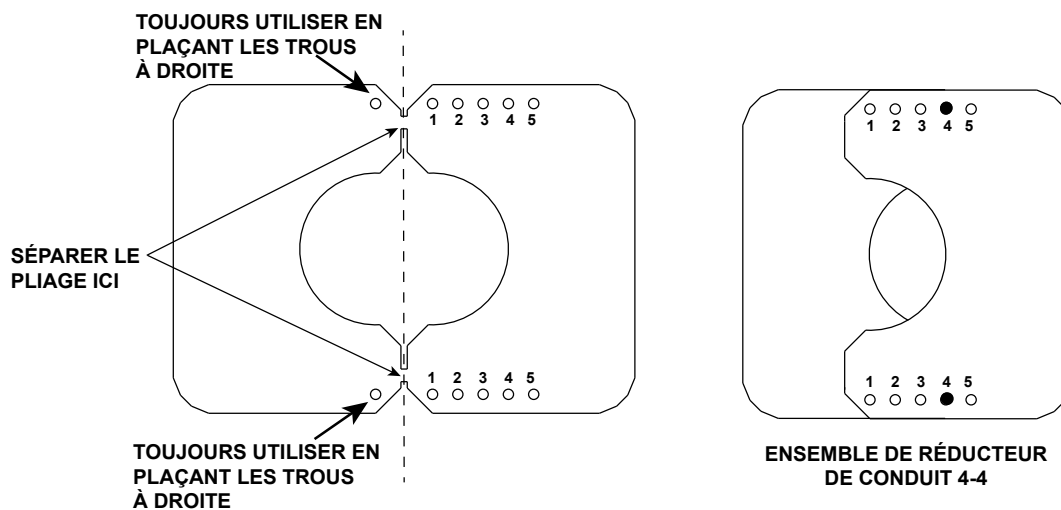 TOUJOURS UTILISER EN
PLAÇANT LES TROUS
À DROITE
1 2 3 4 5
SÉPARER LE
PLIAGE ICI
1 2 3 4 5
TOUJOURS UTILISER EN
PLAÇANT LES TROUS
À DROITE
1 2 3 4 5
1 2 3 4 5
ENSEMBLE DE RÉDUCTEUR
DE CONDUIT 4-4